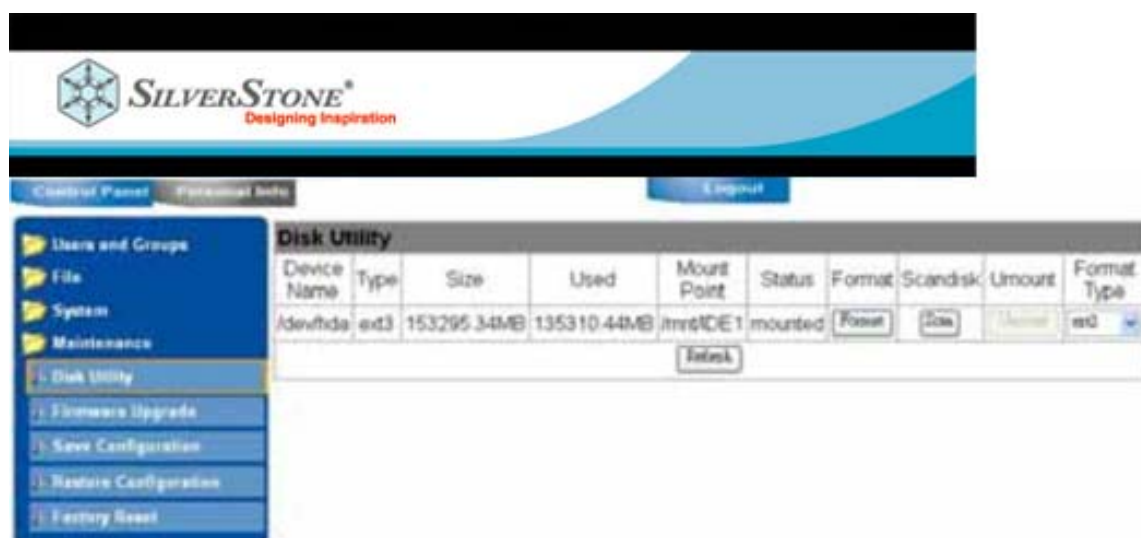 SILVERSTONE®
Designing Inspiration
Control Panel Personal Info Logout
Users and Groups
File
System
Maintenance
Disk Utility
Firmware Upgrade
Save Configuration
Restore Configuration
Factory Reset
Disk Utility
Device Name Type Size Used Mount Point Status Format Scandisk Umount Format Type
/dev/hda ext3 153295.34MB 135310.44MB /mnt/IDE1 mounted Format Scan Umount
Refresh